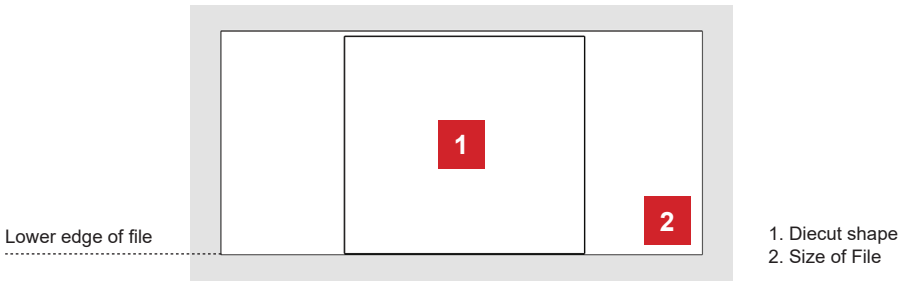 1
2
Lower edge of file
1. Diecut shape
2. Size of File